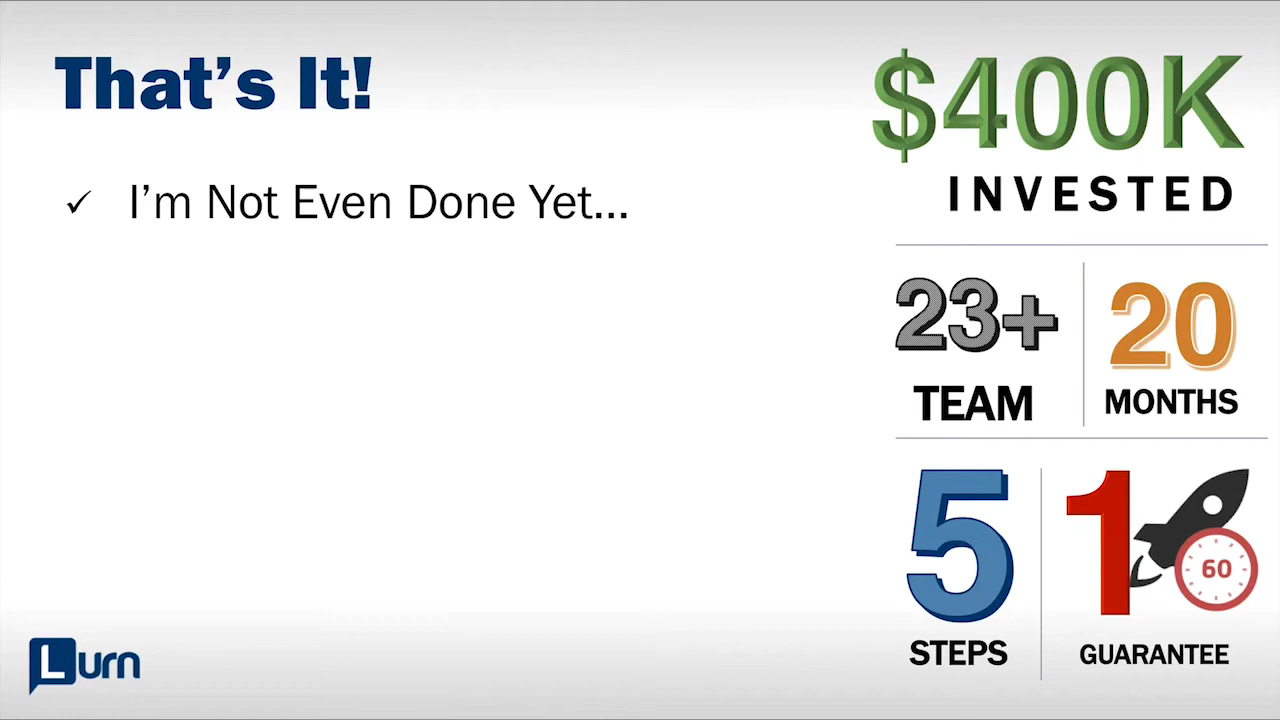 That's It!
✓ I'm Not Even Done Yet...
$400K
INVESTED
23+
TEAM
20
MONTHS
5
STEPS
1
60
GUARANTEE
Lurn